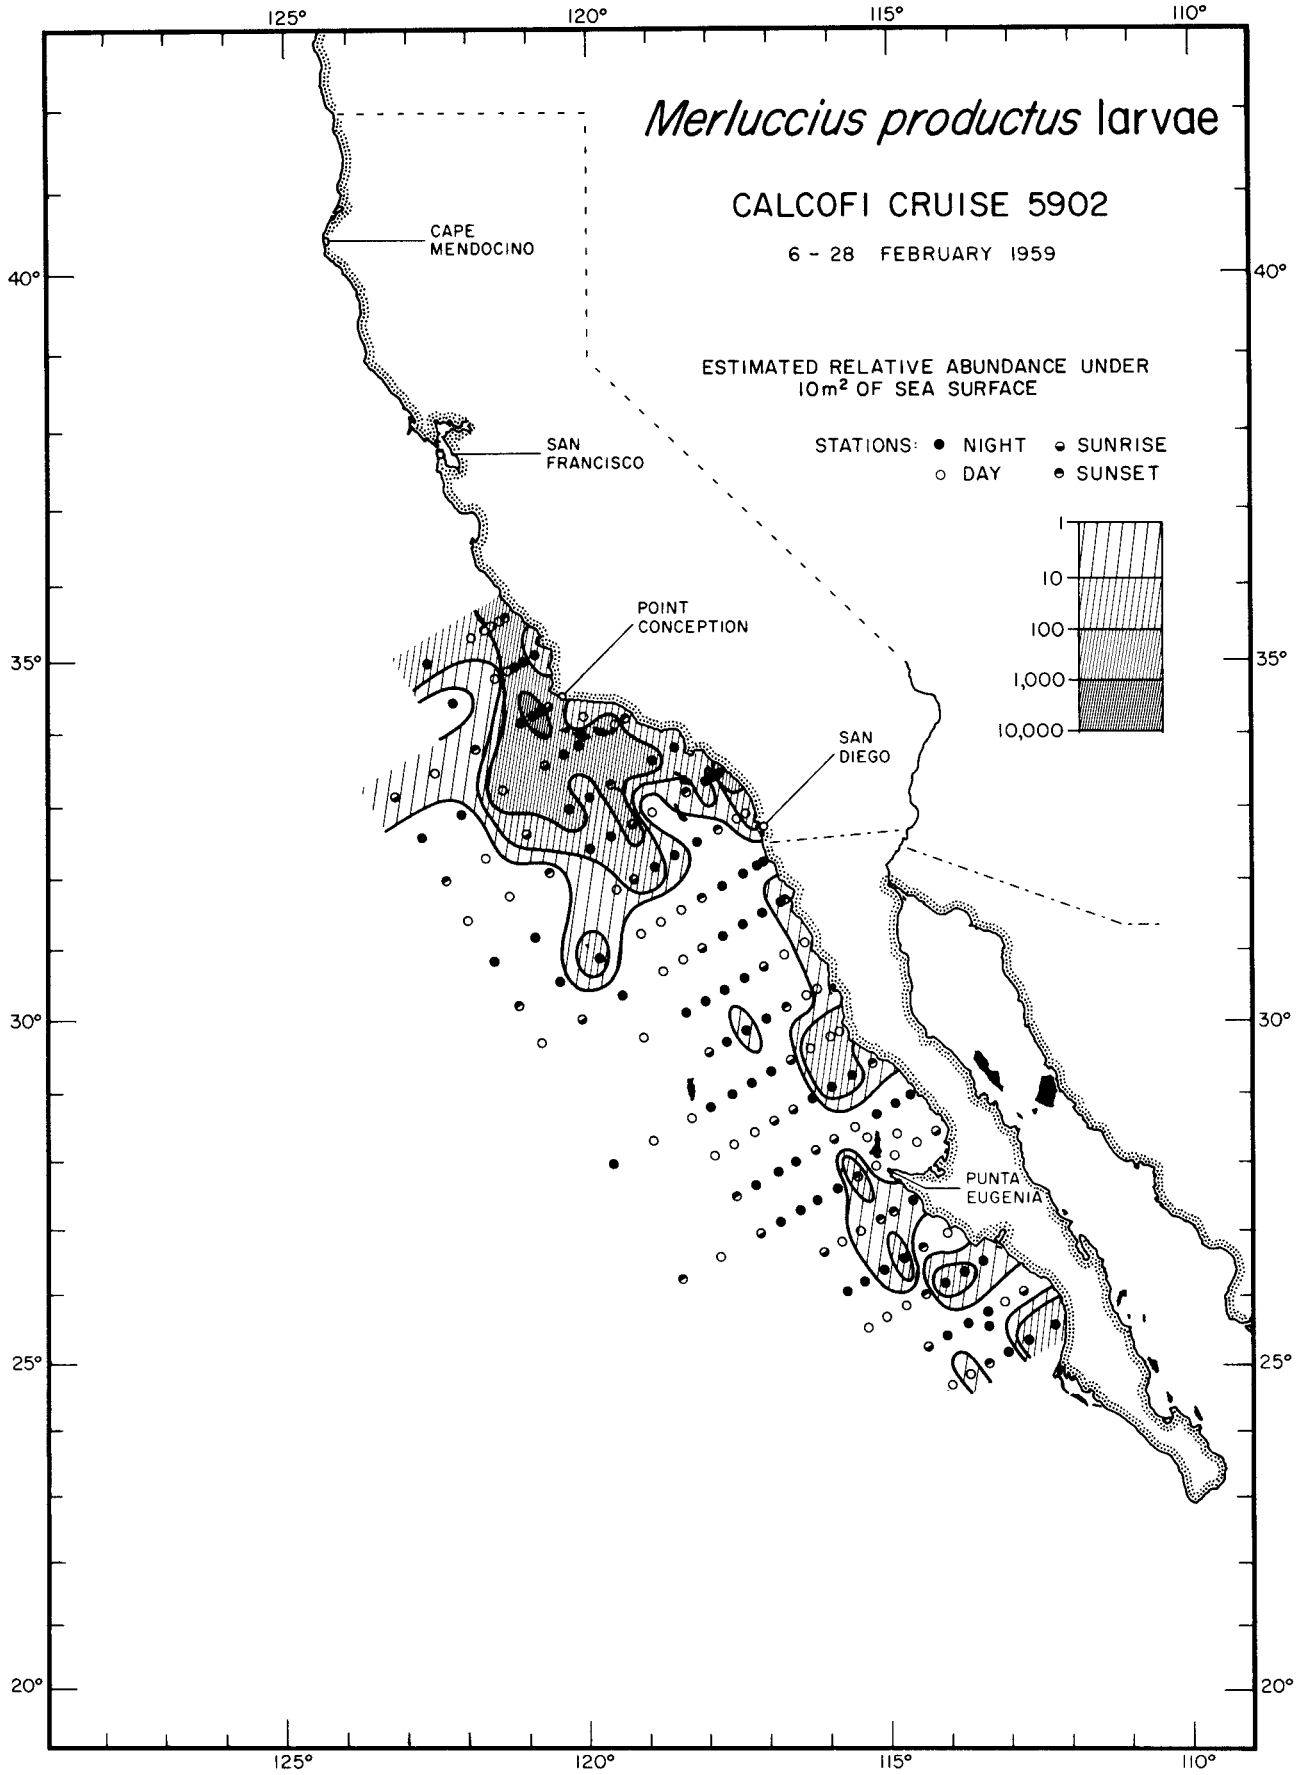 125° 120° 115° 110°
Merluccius productus larvae
CALCOFI CRUISE 5902
6 - 28 FEBRUARY 1959
CAPE
MENDOCINO
40° 40°
ESTIMATED RELATIVE ABUNDANCE UNDER
10m² OF SEA SURFACE
STATIONS: ● NIGHT ◒ SUNRISE
○ DAY ◓ SUNSET
SAN
FRANCISCO
1
10
100
1,000
10,000
POINT
CONCEPTION
35° 35°
SAN
DIEGO
30° 30°
PUNTA
EUGENIA
25° 25°
20° 20°
125° 120° 115° 110°